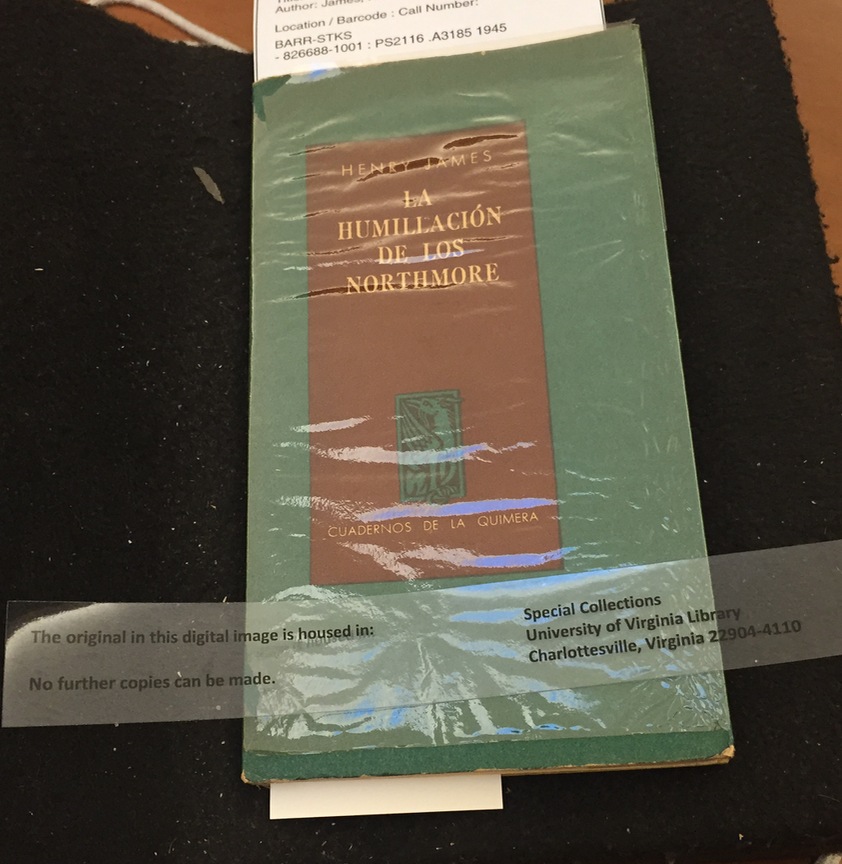 Author: James,
Location / Barcode : Call Number:
BARR-STKS
- 826688-1001 : PS2116 .A3185 1945
HENRY JAMES
LA
HUMILLACIÓN
DE LOS
NORTHMORE
CUADERNOS DE LA QUIMERA
The original in this digital image is housed in:
No further copies can be made.
Special Collections
University of Virginia Library
Charlottesville, Virginia 22904-4110